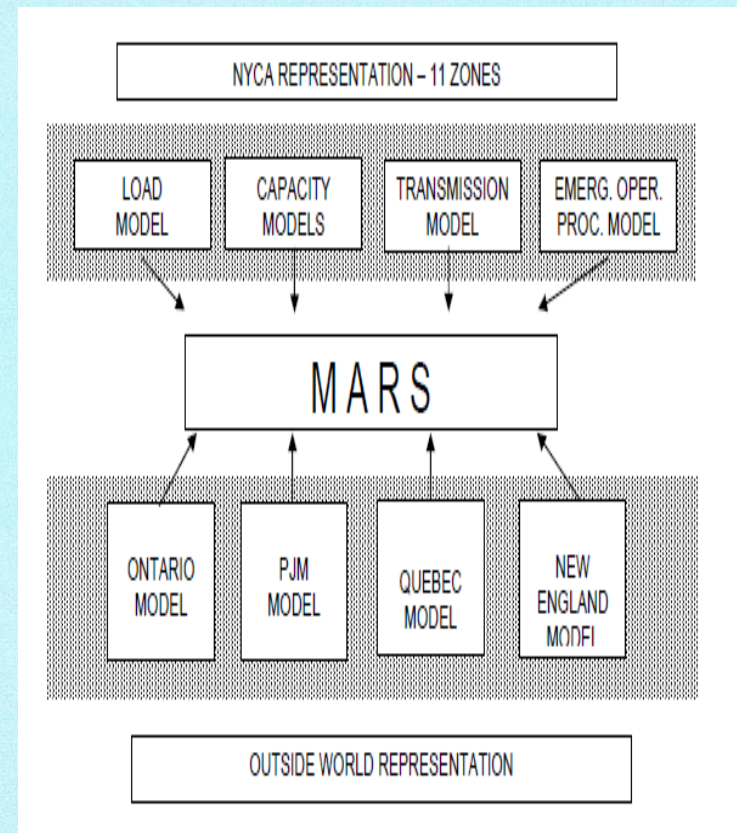 NYCA REPRESENTATION – 11 ZONES
LOAD
MODEL
CAPACITY
MODELS
TRANSMISSION
MODEL
EMERG. OPER.
PROC. MODEL
MARS
ONTARIO
MODEL
PJM
MODEL
QUEBEC
MODEL
NEW
ENGLAND
MODEL
OUTSIDE WORLD REPRESENTATION